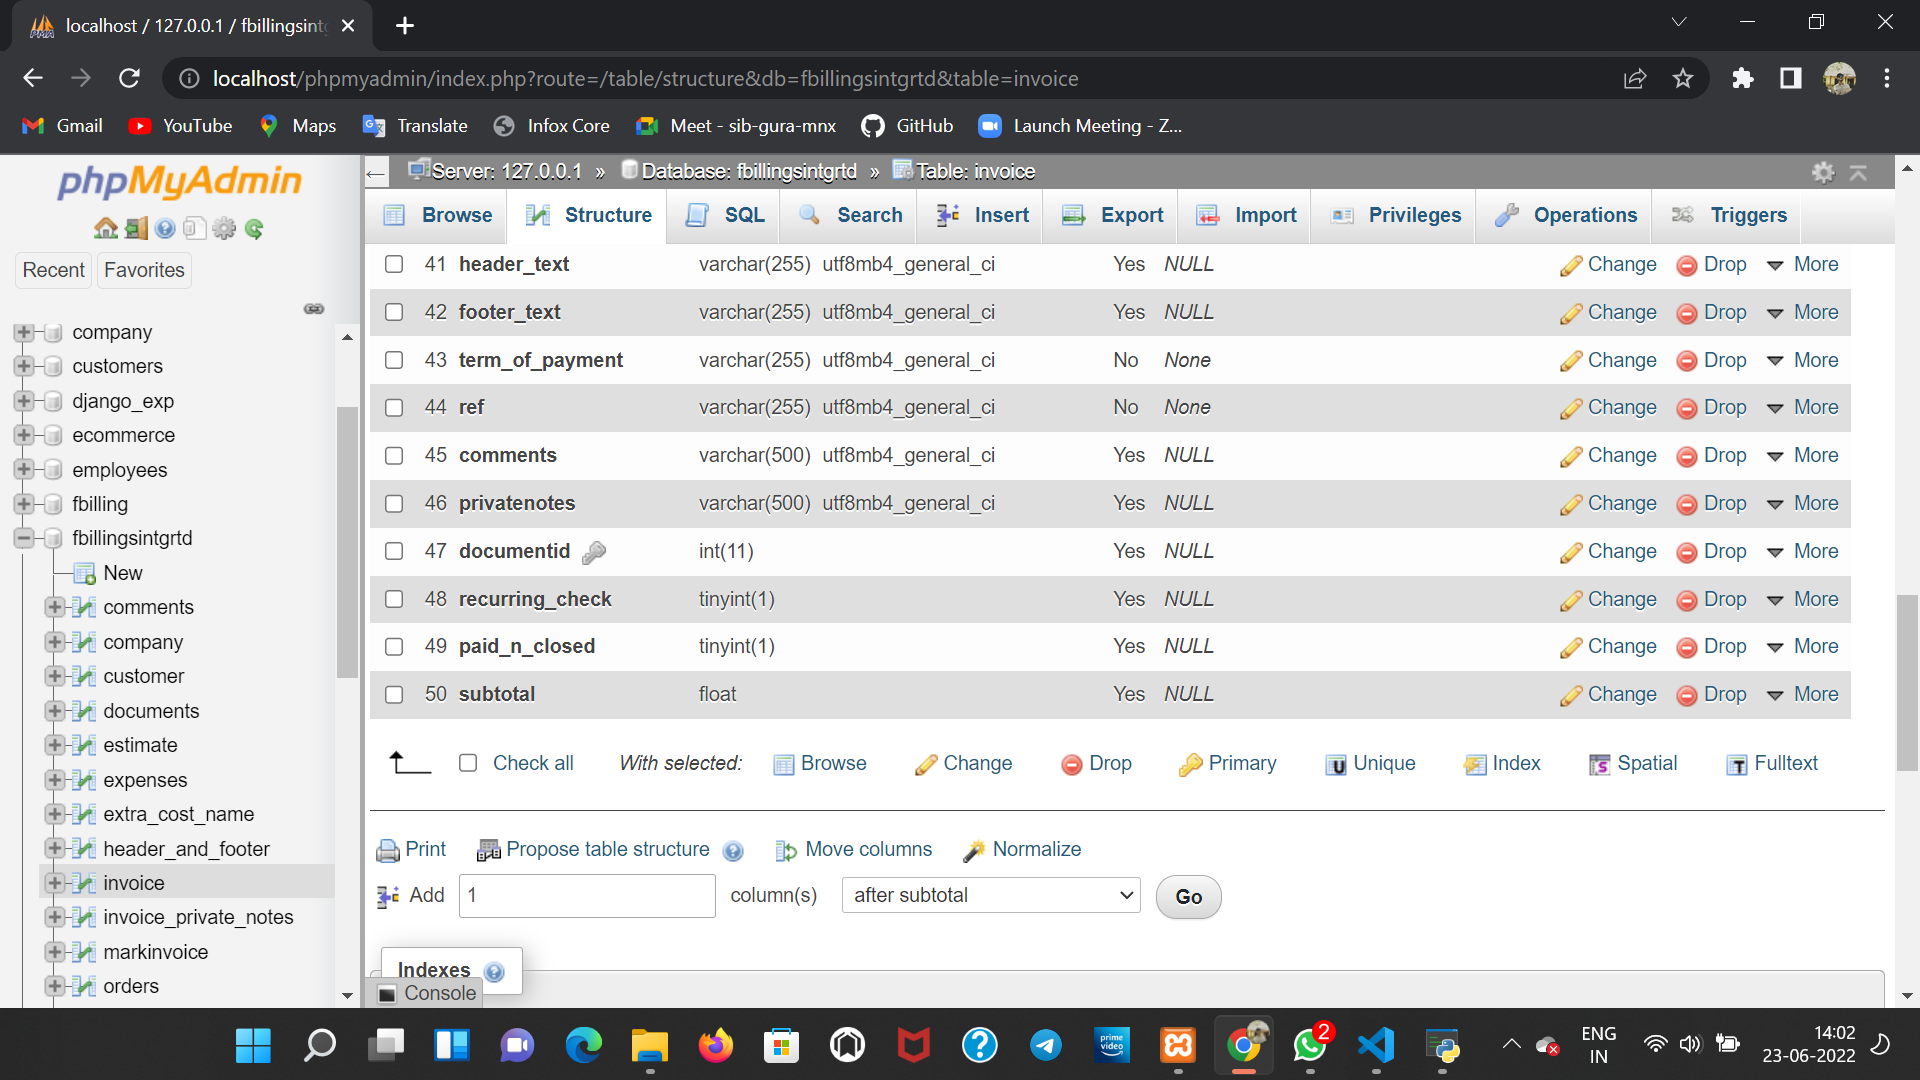 localhost / 127.0.0.1 / fbillingsintg
localhost/phpmyadmin/index.php?route=/table/structure&db=fbillingsintgrtd&table=invoice
Gmail YouTube Maps Translate Infox Core Meet - sib-gura-mnx GitHub Launch Meeting - Z...
phpMyAdmin
Recent Favorites
company
customers
django_exp
ecommerce
employees
fbilling
fbillingsintgrtd
New
comments
company
customer
documents
estimate
expenses
extra_cost_name
header_and_footer
invoice
invoice_private_notes
markinvoice
orders
Server: 127.0.0.1 » Database: fbillingsintgrtd » Table: invoice
Browse Structure SQL Search Insert Export Import Privileges Operations Triggers
41 header_text varchar(255) utf8mb4_general_ci Yes NULL Change Drop More
42 footer_text varchar(255) utf8mb4_general_ci Yes NULL Change Drop More
43 term_of_payment varchar(255) utf8mb4_general_ci No None Change Drop More
44 ref varchar(255) utf8mb4_general_ci No None Change Drop More
45 comments varchar(500) utf8mb4_general_ci Yes NULL Change Drop More
46 privatenotes varchar(500) utf8mb4_general_ci Yes NULL Change Drop More
47 documentid int(11) Yes NULL Change Drop More
48 recurring_check tinyint(1) Yes NULL Change Drop More
49 paid_n_closed tinyint(1) Yes NULL Change Drop More
50 subtotal float Yes NULL Change Drop More
Check all With selected: Browse Change Drop Primary Unique Index Spatial Fulltext
Print Propose table structure Move columns Normalize
Add 1 column(s) after subtotal Go
Indexes
Console
prime video
2
ENG
IN
14:02
23-06-2022